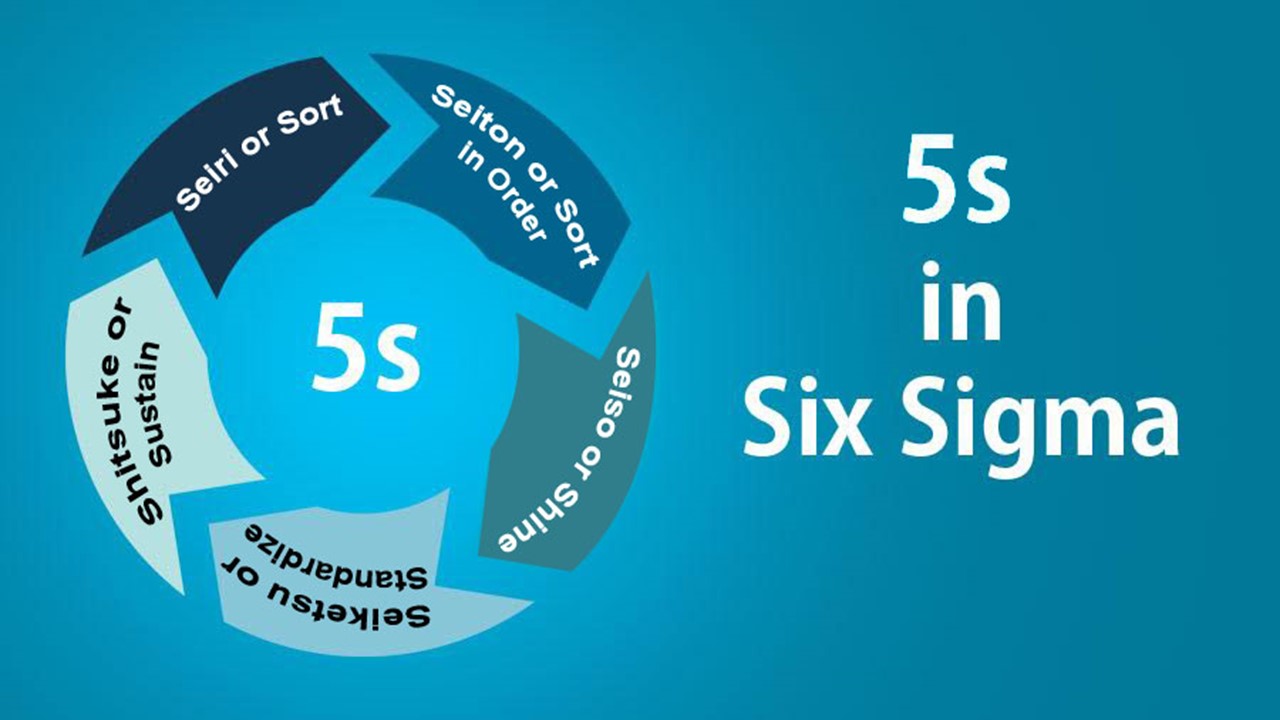 Seiri or Sort
Seiton or Sort
in Order
Seiso or Shine
Seiketsu or
Standardize
Shitsuke or
Sustain
5s
5s
in
Six Sigma